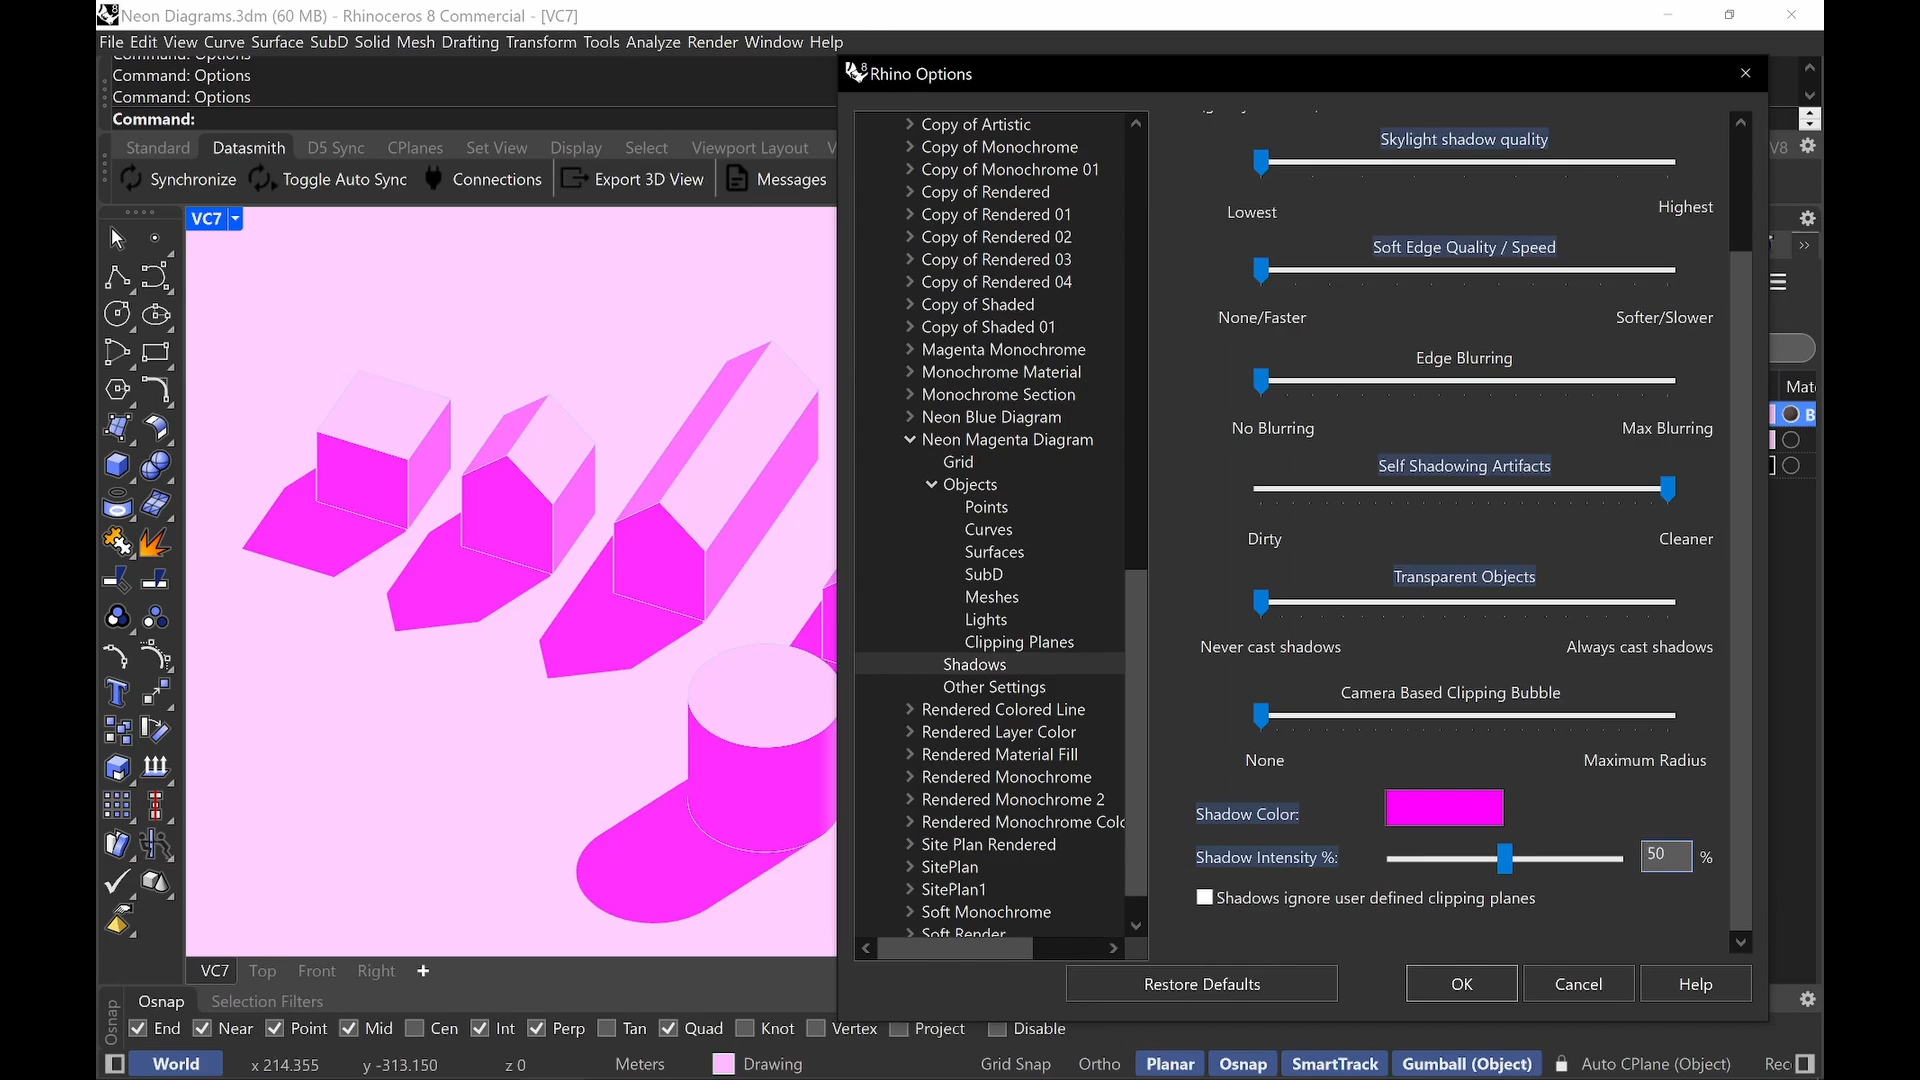 Neon Diagrams.3dm (60 MB) - Rhinoceros 8 Commercial - [VC7]
File Edit View Curve Surface SubD Solid Mesh Drafting Transform Tools Analyze Render Window Help
Command: Options
Command: Options
Command: Options
Command:
Standard Datasmith D5 Sync CPlanes Set View Display Select Viewport Layout V
V8
Synchronize Toggle Auto Sync Connections Export 3D View Messages
VC7
Rhino Options
Copy of Artistic
Copy of Monochrome
Copy of Monochrome 01
Copy of Rendered
Copy of Rendered 01
Copy of Rendered 02
Copy of Rendered 03
Copy of Rendered 04
Copy of Shaded
Copy of Shaded 01
Magenta Monochrome
Monochrome Material
Monochrome Section
Neon Blue Diagram
Neon Magenta Diagram
Grid
Objects
Points
Curves
Surfaces
SubD
Meshes
Lights
Clipping Planes
Shadows
Other Settings
Rendered Colored Line
Rendered Layer Color
Rendered Material Fill
Rendered Monochrome
Rendered Monochrome 2
Rendered Monochrome Colo
Site Plan Rendered
SitePlan
SitePlan1
Soft Monochrome
Soft Render
Skylight shadow quality
Lowest Highest
Soft Edge Quality / Speed
None/Faster Softer/Slower
Edge Blurring
No Blurring Max Blurring
Self Shadowing Artifacts
Dirty Cleaner
Transparent Objects
Never cast shadows Always cast shadows
Camera Based Clipping Bubble
None Maximum Radius
Shadow Color:
Shadow Intensity %: 50 %
Shadows ignore user defined clipping planes
Restore Defaults OK Cancel Help
Mat
B
VC7 Top Front Right
Osnap
Osnap Selection Filters
End Near Point Mid Cen Int Perp Tan Quad Knot Vertex Project Disable
World x 214.355 y -313.150 z 0 Meters Drawing Grid Snap Ortho Planar Osnap SmartTrack Gumball (Object) Auto CPlane (Object) Rec